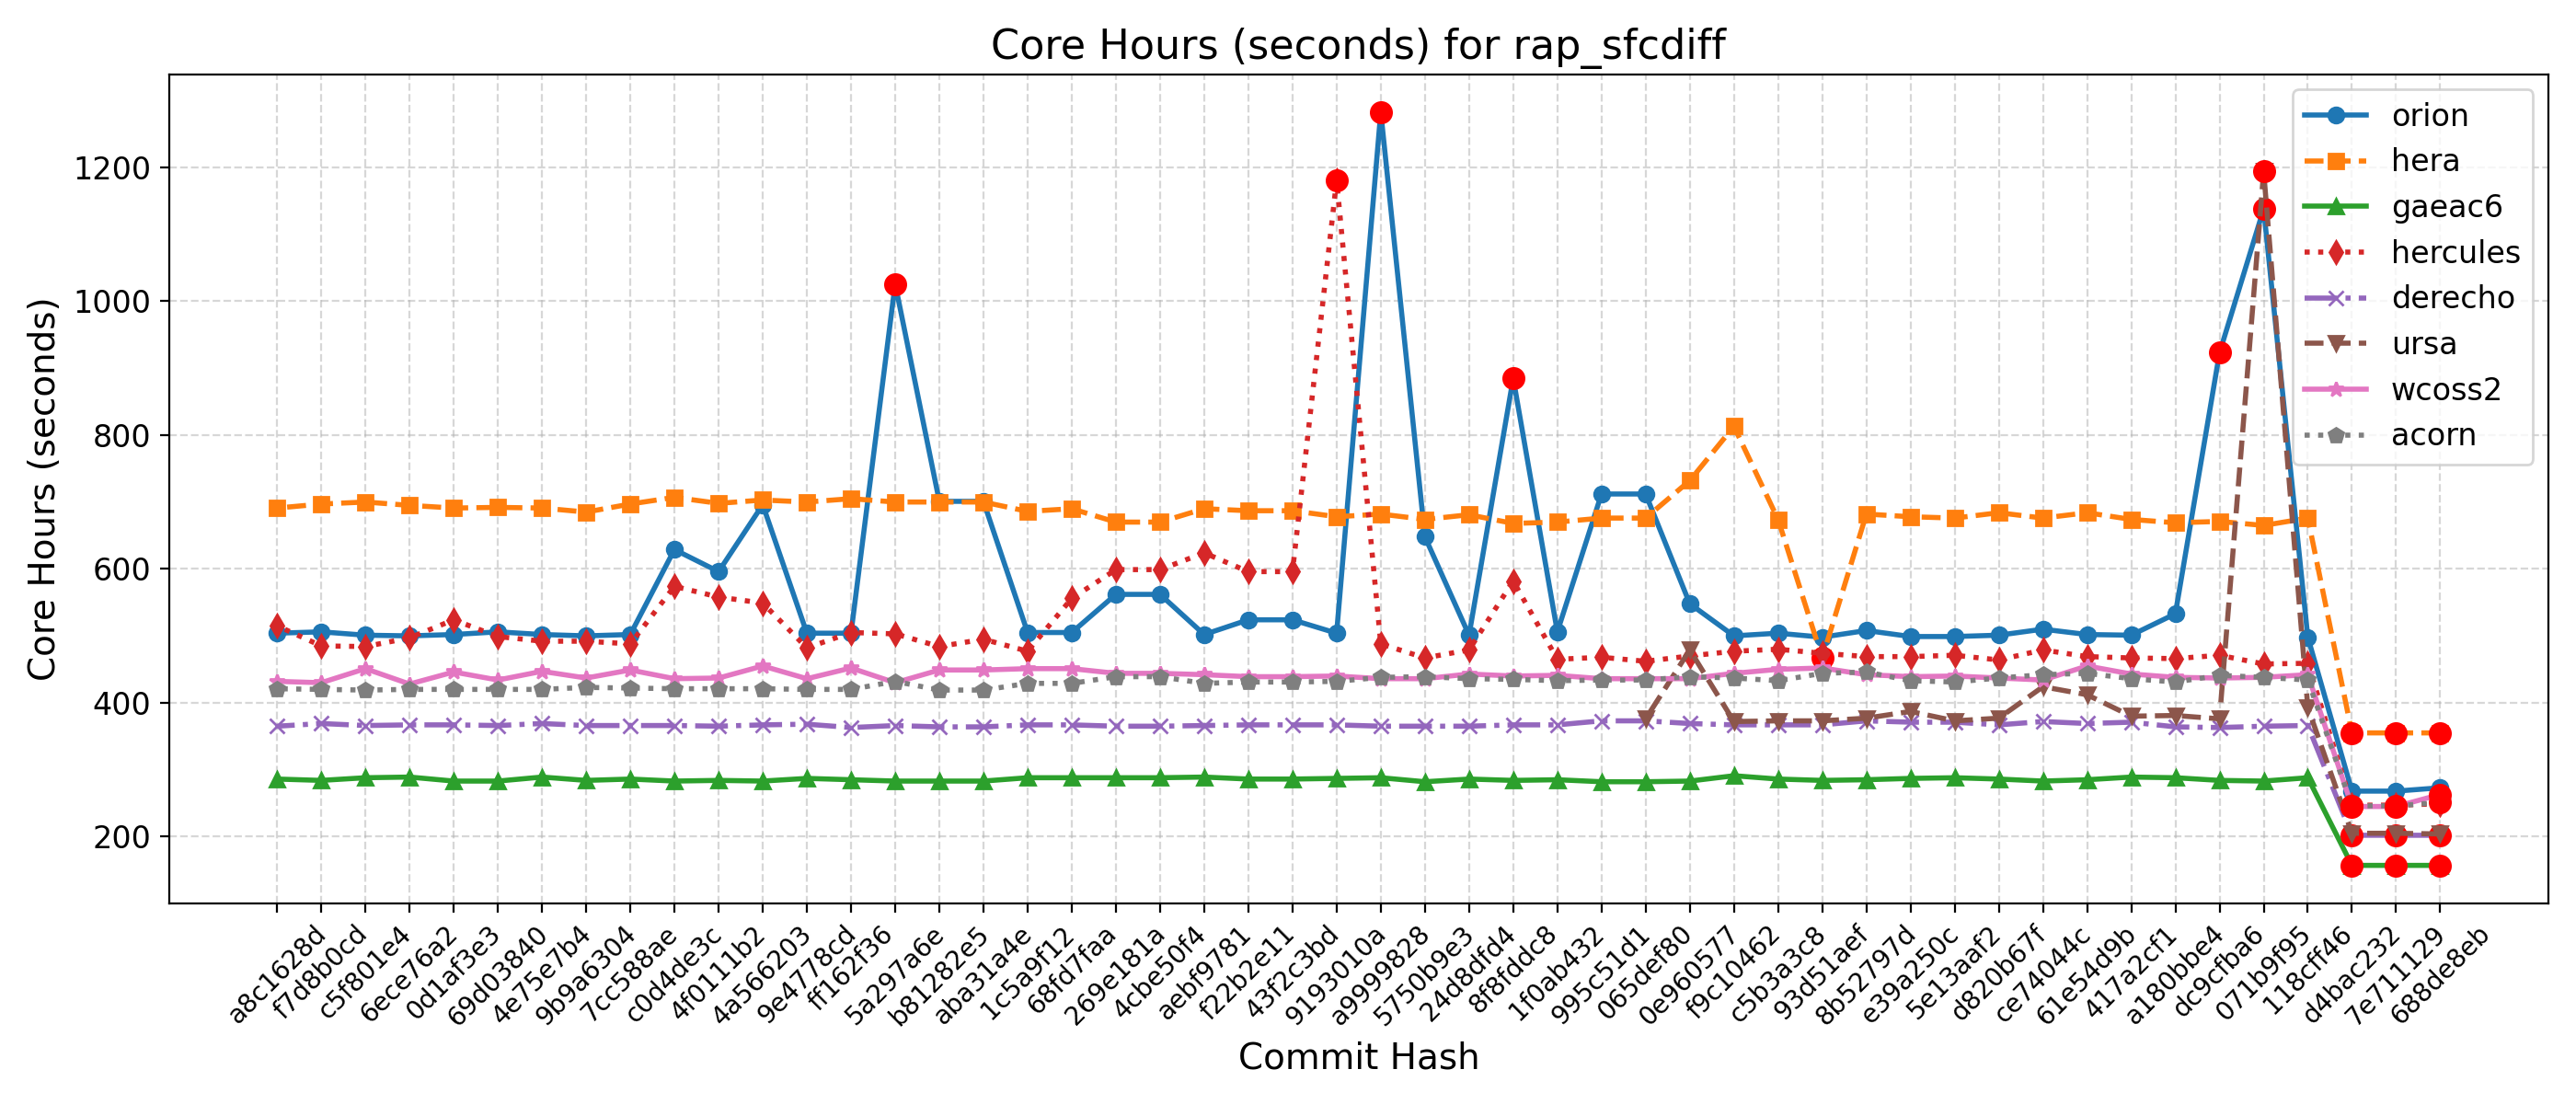 Core Hours (seconds) for rap_sfcdiff
Core Hours (seconds)
1200
1000
800
600
400
200
orion
hera
gaeac6
hercules
derecho
ursa
wcoss2
acorn
a8c1628d
f7d8b0cd
c5f801e4
6ece76a2
0d1af3e3
69d03840
4e75e7b4
9b9a6304
7cc588ae
c0d4de3c
4f0111b2
4a566203
9e4778cd
ff162f36
5a297a6e
b81282e5
aba31a4e
1c5a9f12
68fd7faa
269e181a
4cbe50f4
aebf9781
f22b2e11
43f2c3bd
9193010a
a9999828
5750b9e3
24d8dfd4
8f8fddc8
1f0ab432
995c51d1
065def80
0e960577
f9c10462
c5b3a3c8
93d51aef
8b52797d
e39a250c
5e13aaf2
d820b67f
ce74044c
61e54d9b
417a2cf1
a180bbe4
dc9cfba6
071b9f95
118cff46
d4bac232
7e711129
688de8eb
Commit Hash